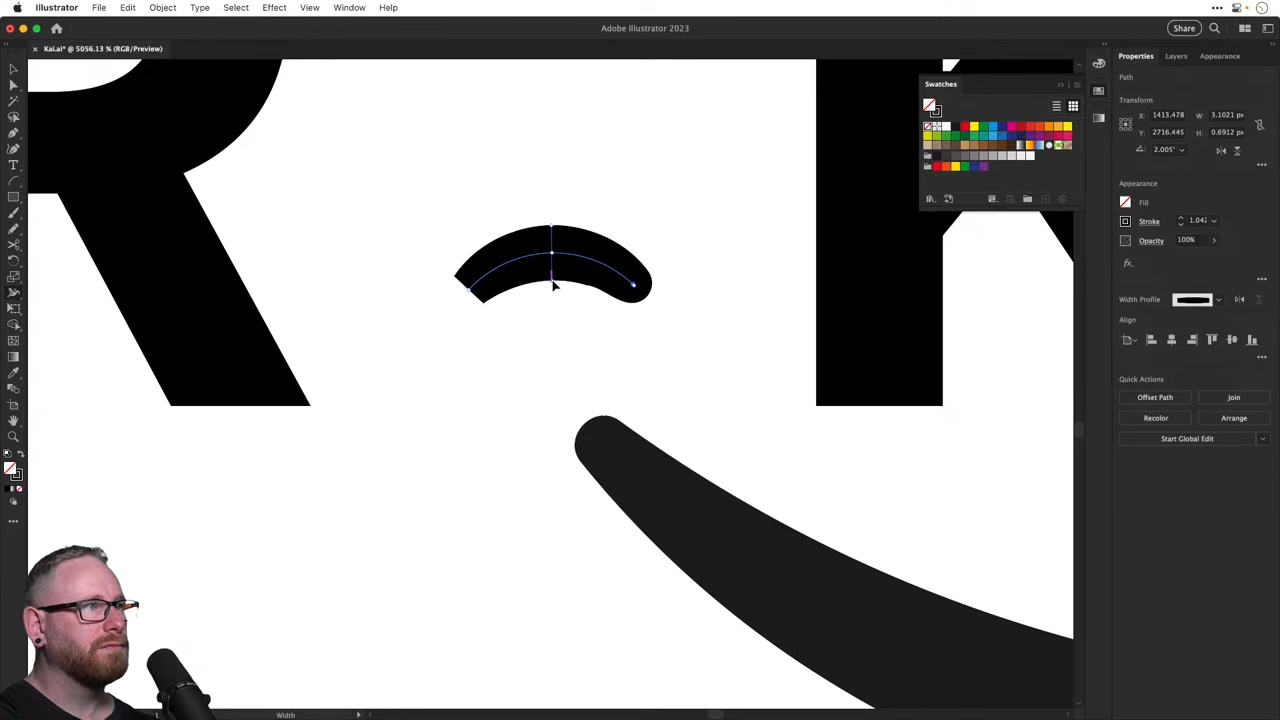 Illustrator File Edit Object Type Select Effect View Window Help
Adobe Illustrator 2023
Share
× Kai.ai* @ 5056.13 % (RGB/Preview)
Properties Layers Appearance
Swatches
Path
Transform
X: 1413.478 W: 3.1021 px
Y: 2716.445 H: 0.6912 px
2.005°
Appearance
Fill
Stroke 1.042
Opacity 100%
fx
Width Profile
Align
Quick Actions
Offset Path Join
Recolor Arrange
Start Global Edit
1 Width